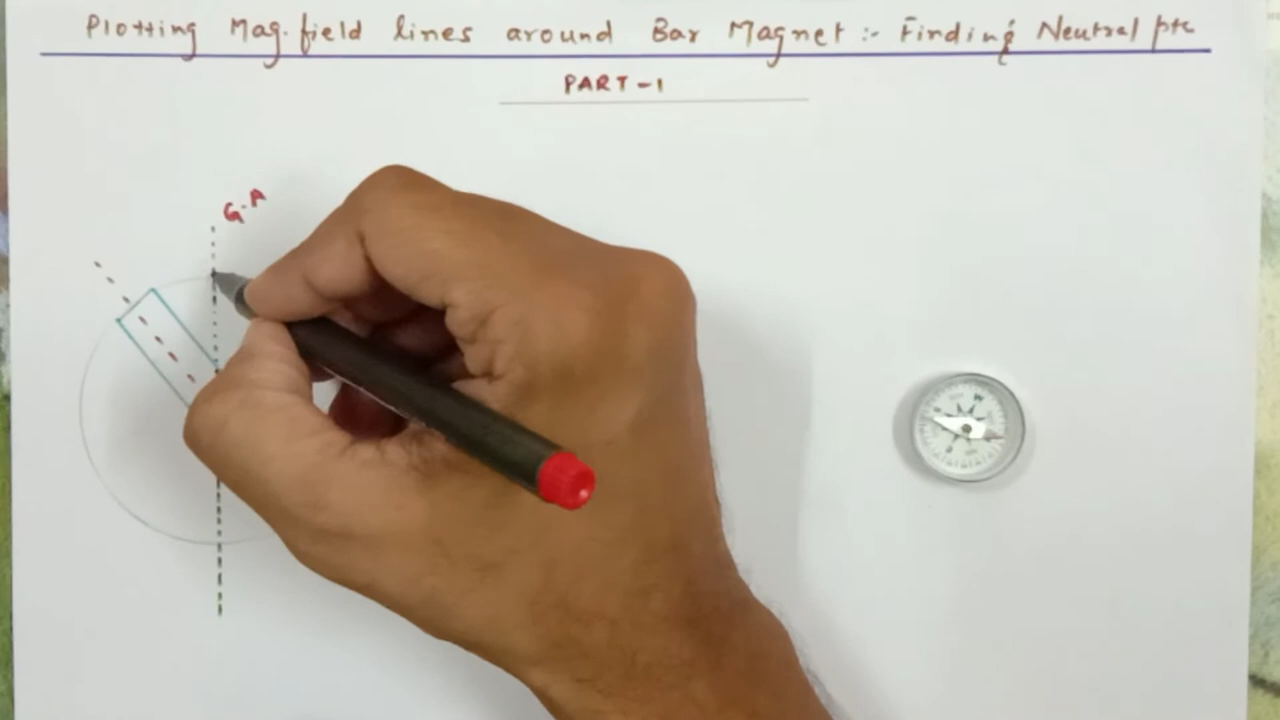 Plotting Mag. field lines around Bar Magnet :- Finding Neutral pts
PART-1
G.A
W